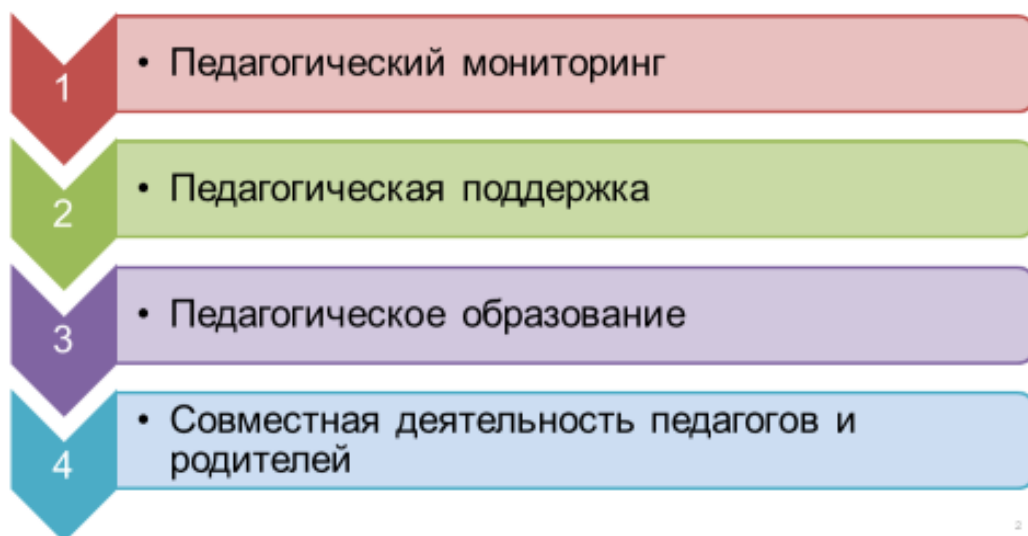 1
• Педагогический мониторинг
2
• Педагогическая поддержка
3
• Педагогическое образование
4
• Совместная деятельность педагогов и
родителей
2